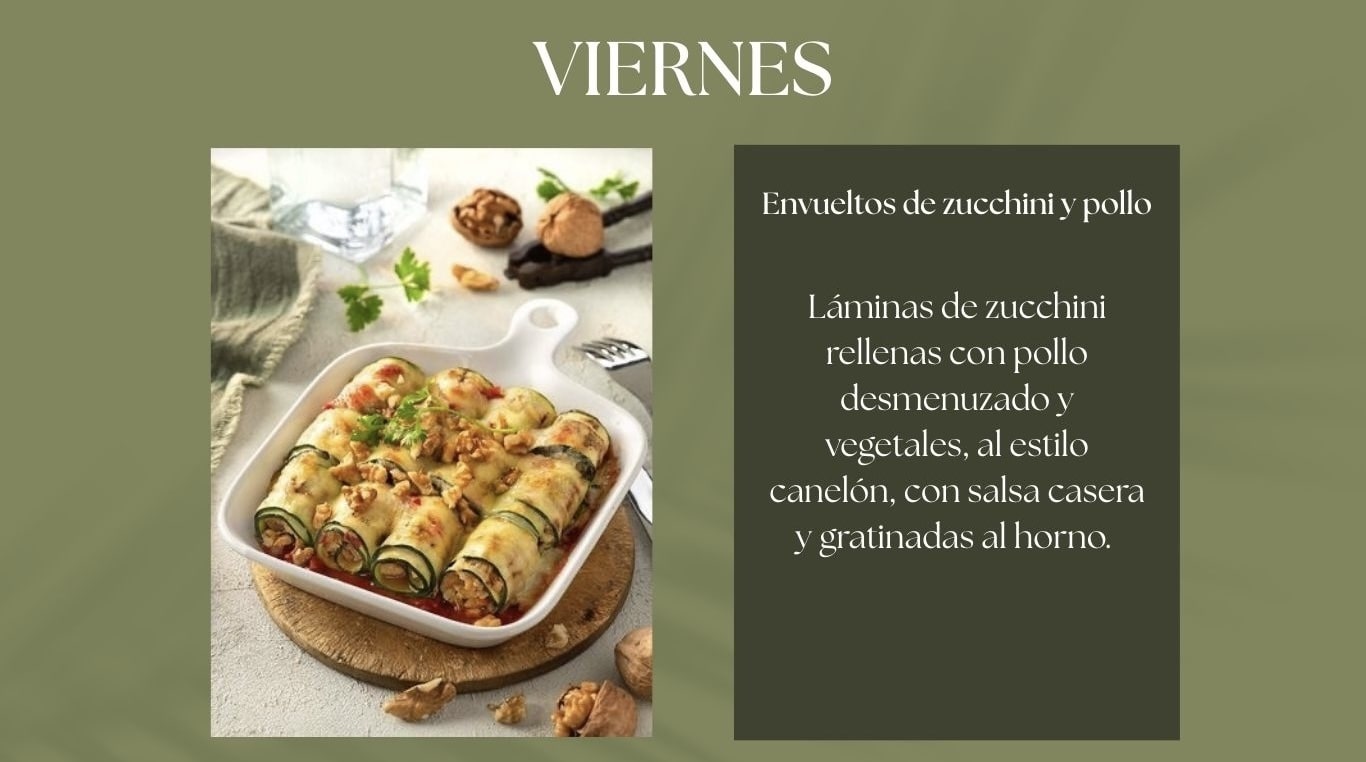 VIERNES
Envueltos de zucchini y pollo
Láminas de zucchini
rellenas con pollo
desmenuzado y
vegetales, al estilo
canelón, con salsa casera
y gratinadas al horno.